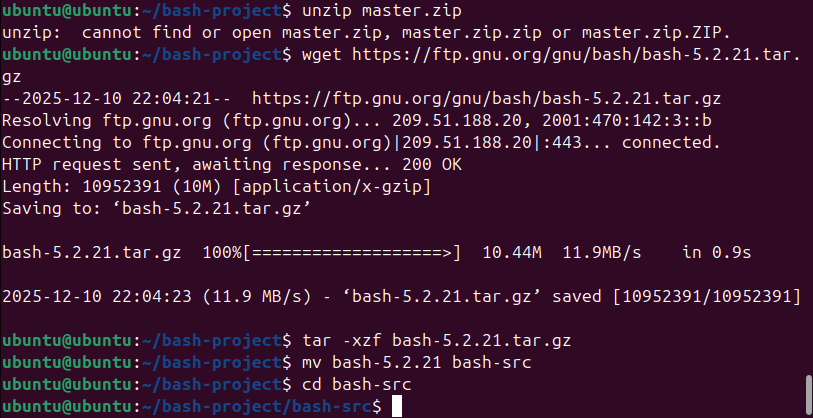 ubuntu@ubuntu:~/bash-project$ unzip master.zip
unzip:  cannot find or open master.zip, master.zip.zip or master.zip.ZIP.
ubuntu@ubuntu:~/bash-project$ wget https://ftp.gnu.org/gnu/bash/bash-5.2.21.tar.
gz
--2025-12-10 22:04:21--  https://ftp.gnu.org/gnu/bash/bash-5.2.21.tar.gz
Resolving ftp.gnu.org (ftp.gnu.org)... 209.51.188.20, 2001:470:142:3::b
Connecting to ftp.gnu.org (ftp.gnu.org)|209.51.188.20|:443... connected.
HTTP request sent, awaiting response... 200 OK
Length: 10952391 (10M) [application/x-gzip]
Saving to: ‘bash-5.2.21.tar.gz’
bash-5.2.21.tar.gz  100%[===================>]  10.44M  11.9MB/s    in 0.9s
2025-12-10 22:04:23 (11.9 MB/s) - ‘bash-5.2.21.tar.gz’ saved [10952391/10952391]
ubuntu@ubuntu:~/bash-project$ tar -xzf bash-5.2.21.tar.gz
ubuntu@ubuntu:~/bash-project$ mv bash-5.2.21 bash-src
ubuntu@ubuntu:~/bash-project$ cd bash-src
ubuntu@ubuntu:~/bash-project/bash-src$